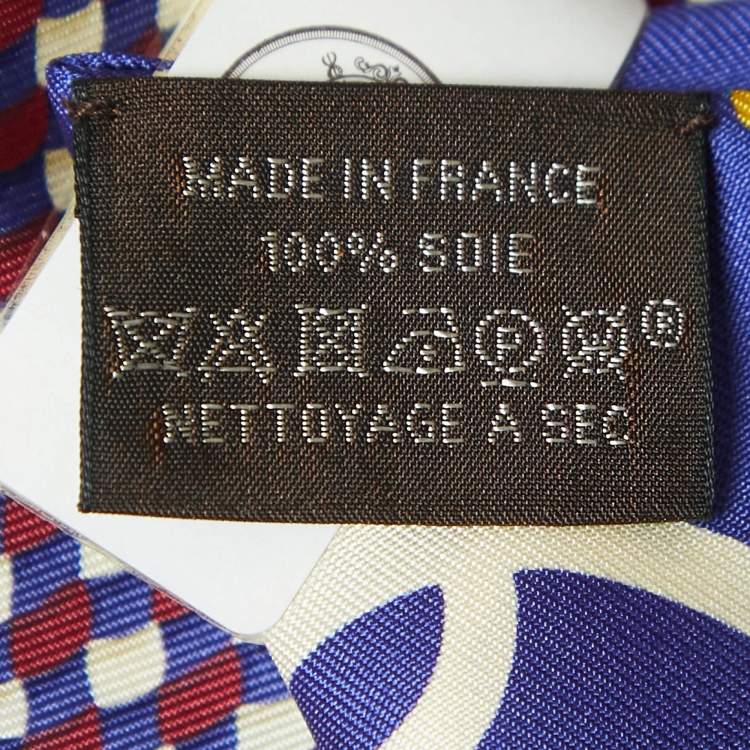 MADE IN FRANCE
100% SOIE
P W ®
NETTOYAGE A SEC